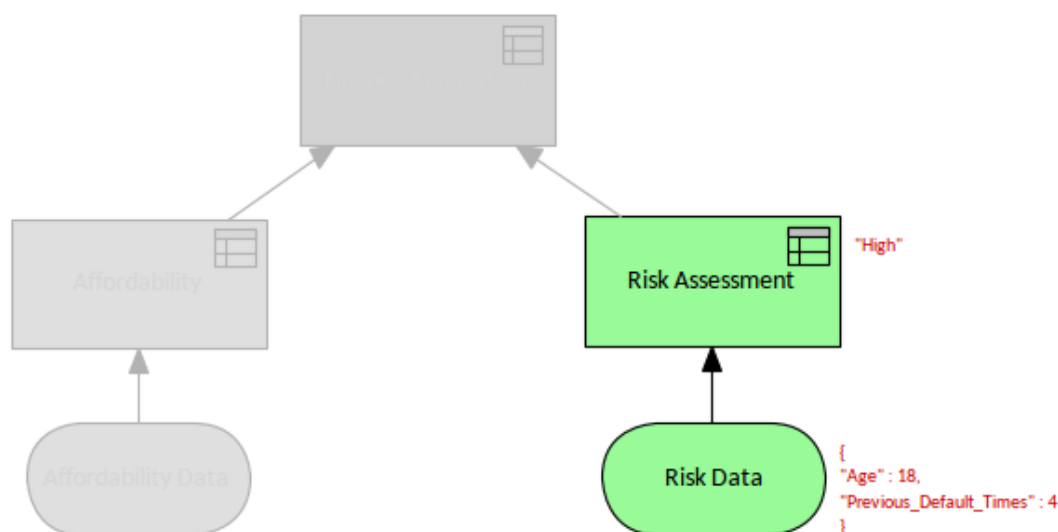 Affordability
Risk Assessment
"High"
Affordability Data
Risk Data
{
"Age" : 18,
"Previous_Default_Times" : 4
}